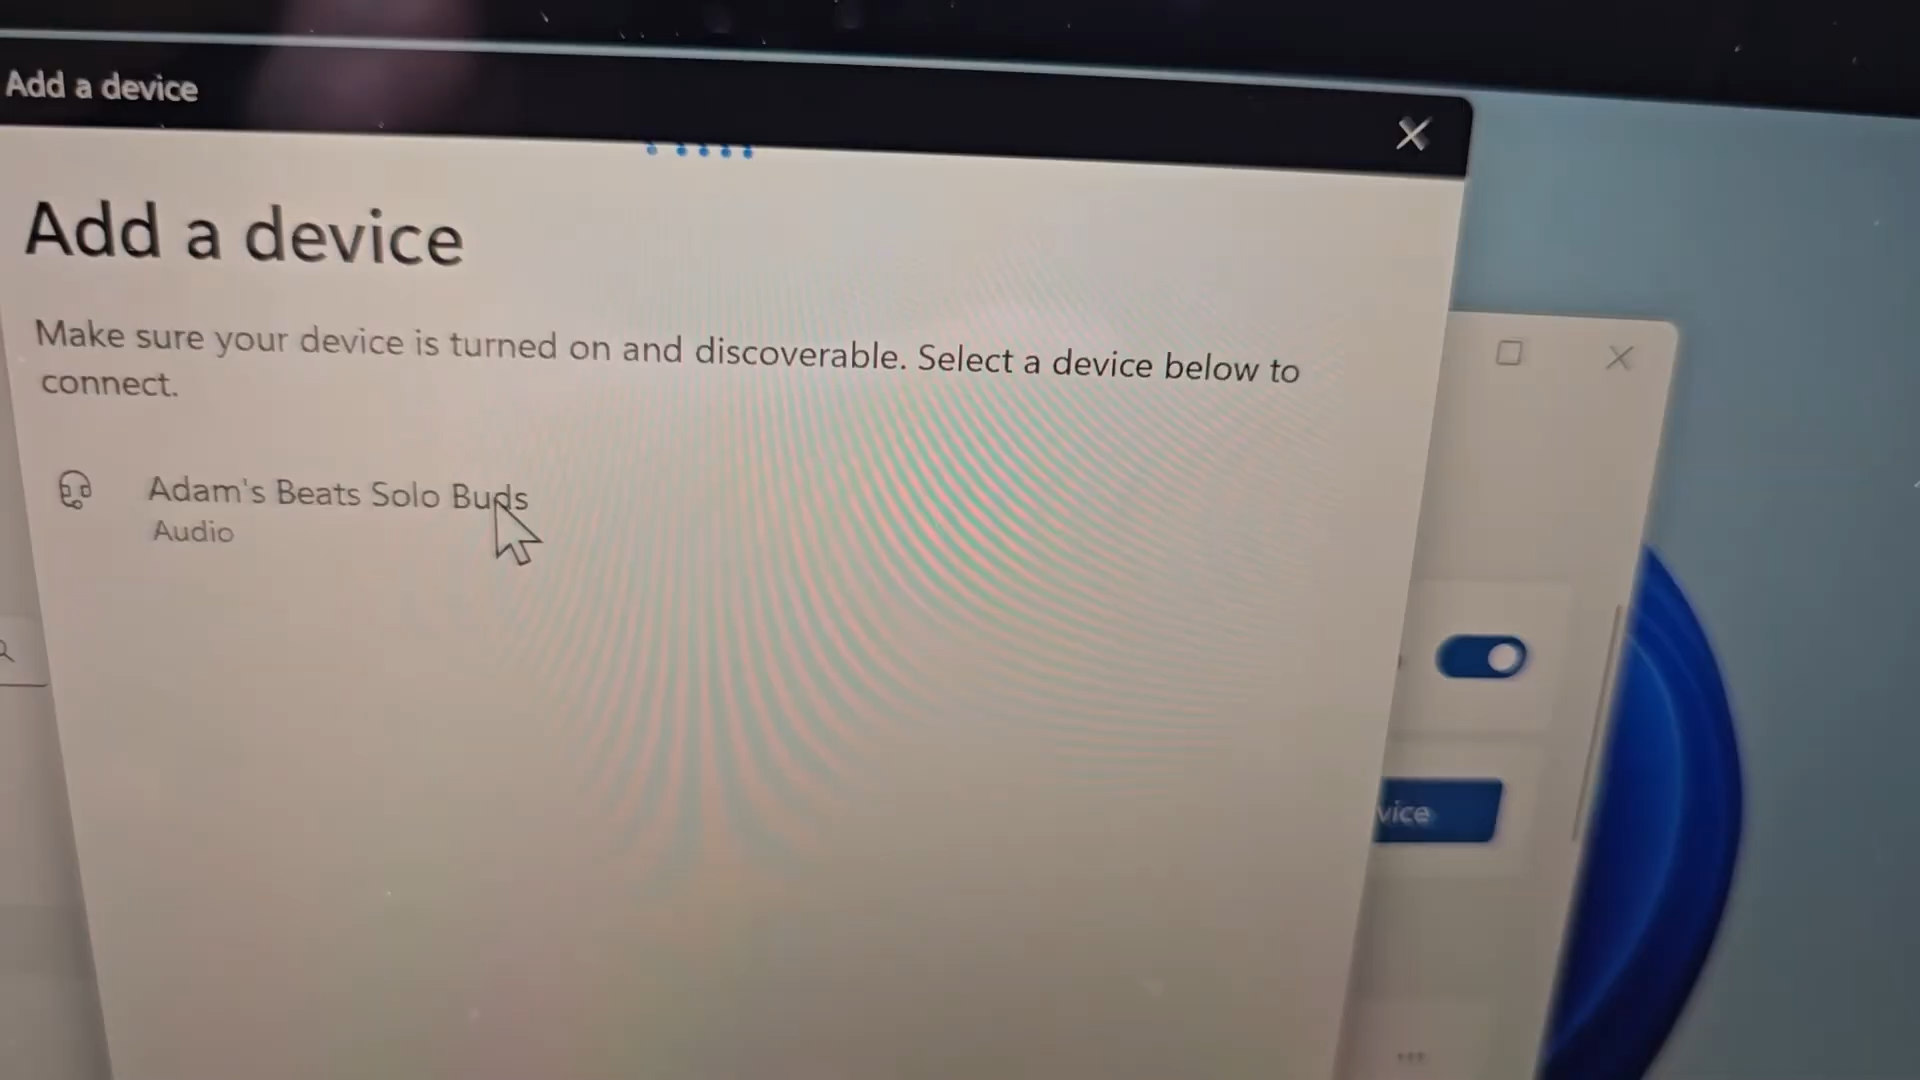 Add a device
Add a device
Make sure your device is turned on and discoverable. Select a device below to
connect.
Adam's Beats Solo Buds
Audio
vice